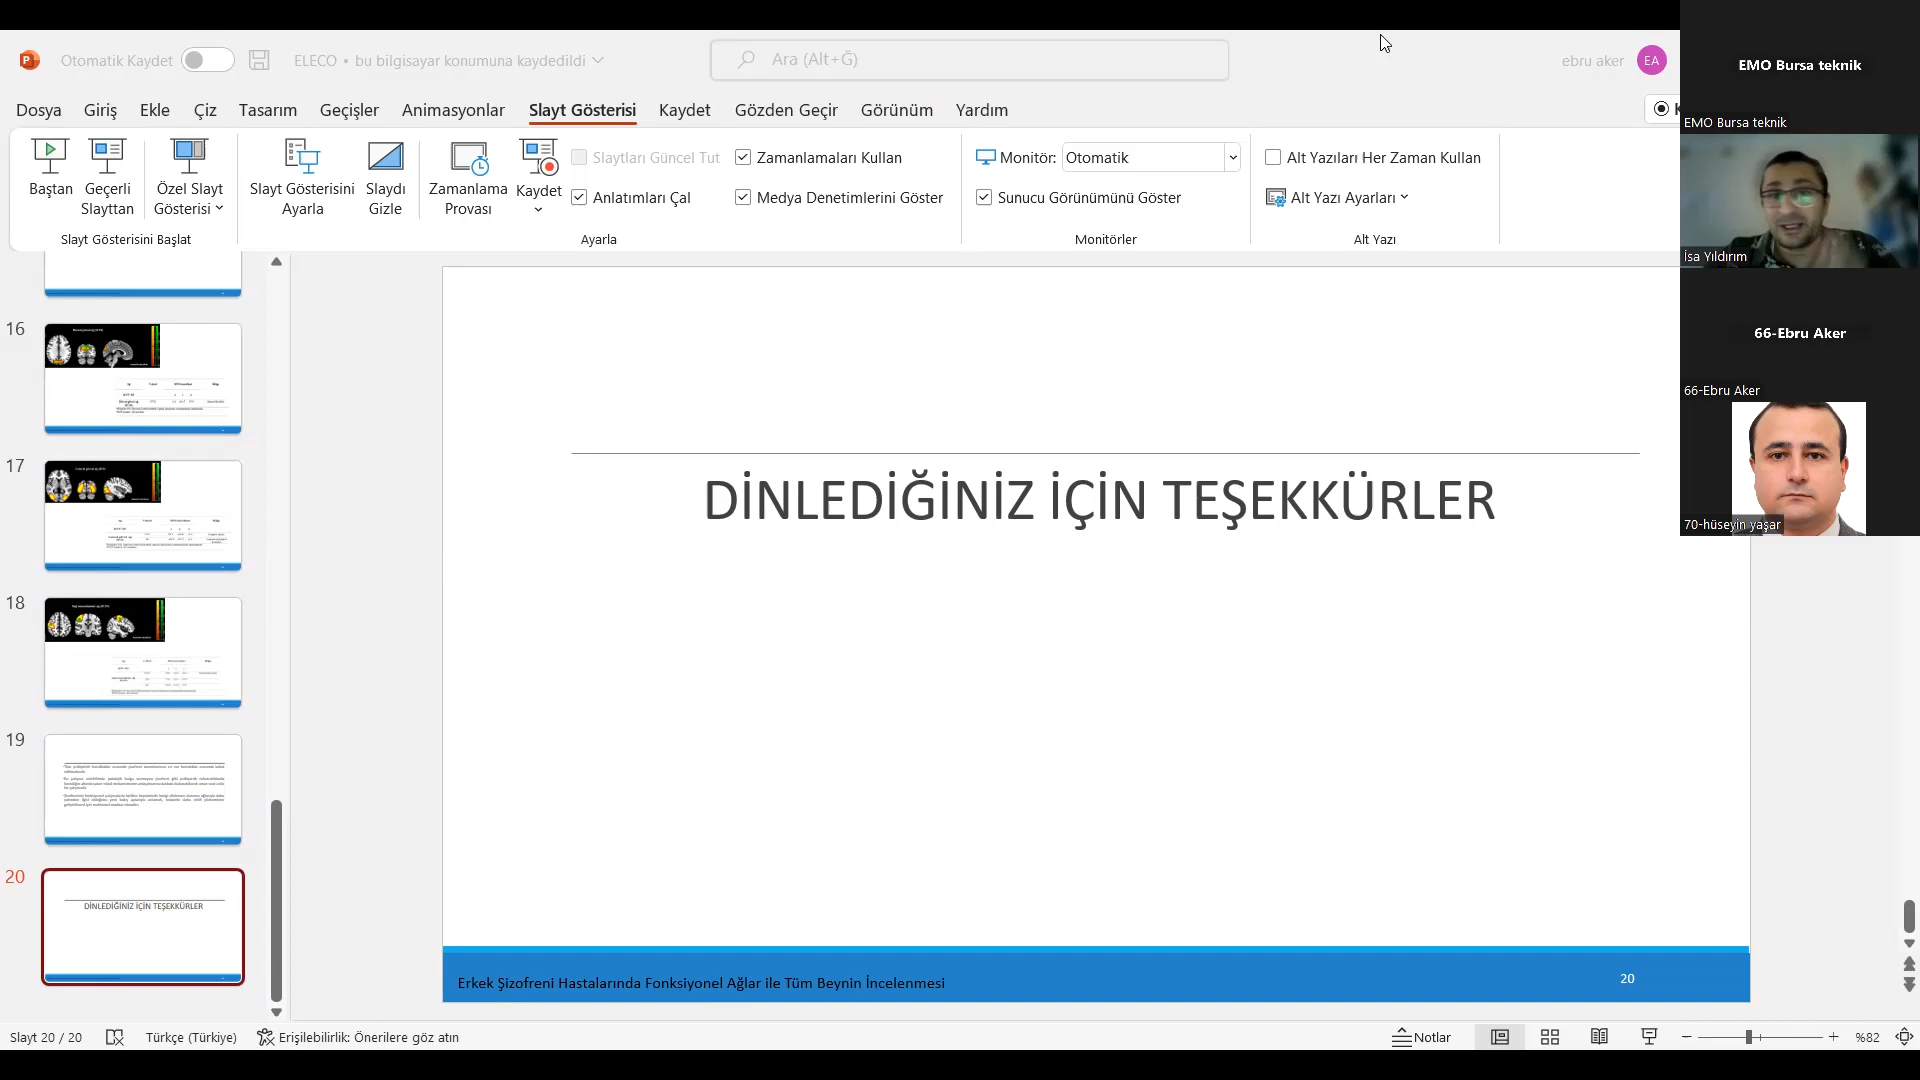 Otomatik Kaydet
ELECO • bu bilgisayar konumuna kaydedildi
Ara (Alt+Ğ)
ebru aker
EA
Dosya Giriş Ekle Çiz Tasarım Geçişler Animasyonlar Slayt Gösterisi Kaydet Gözden Geçir Görünüm Yardım
Baştan
Geçerli Slayttan
Özel Slayt Gösterisi
Slayt Gösterisini Başlat
Slayt Gösterisini Ayarla
Slaydı Gizle
Zamanlama Provası
Kaydet
Slaytları Güncel Tut
Anlatımları Çal
Zamanlamaları Kullan
Medya Denetimlerini Göster
Ayarla
Monitör: Otomatik
Sunucu Görünümünü Göster
Monitörler
Alt Yazıları Her Zaman Kullan
Alt Yazı Ayarları
Alt Yazı
EMO Bursa teknik
EMO Bursa teknik
İsa Yıldırım
66-Ebru Aker
66-Ebru Aker
70-hüseyin yaşar
16
17
18
19
20
DİNLEDİĞİNİZ İÇİN TEŞEKKÜRLER
DİNLEDİĞİNİZ İÇİN TEŞEKKÜRLER
Erkek Şizofreni Hastalarında Fonksiyonel Ağlar ile Tüm Beynin İncelenmesi
20
Slayt 20 / 20
Türkçe (Türkiye)
Erişilebilirlik: Önerilere göz atın
Notlar
%82